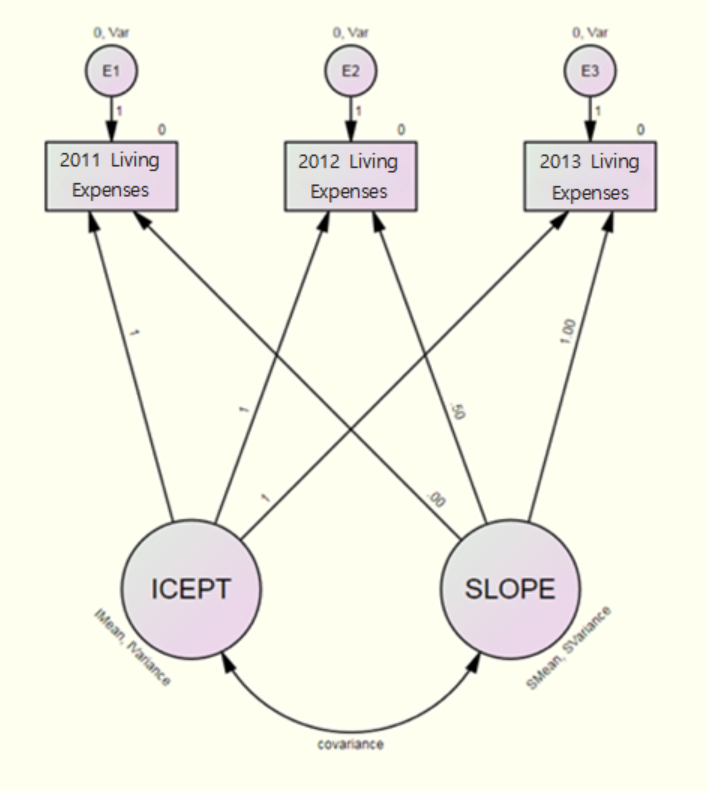 0, Var 0, Var 0, Var
E1 E2 E3
1 1 1
0 0 0
2011 Living 2012 Living 2013 Living
Expenses Expenses Expenses
1 1.00
1 .50
1 .00
ICEPT SLOPE
IMean, IVariance SMean, SVariance
covariance